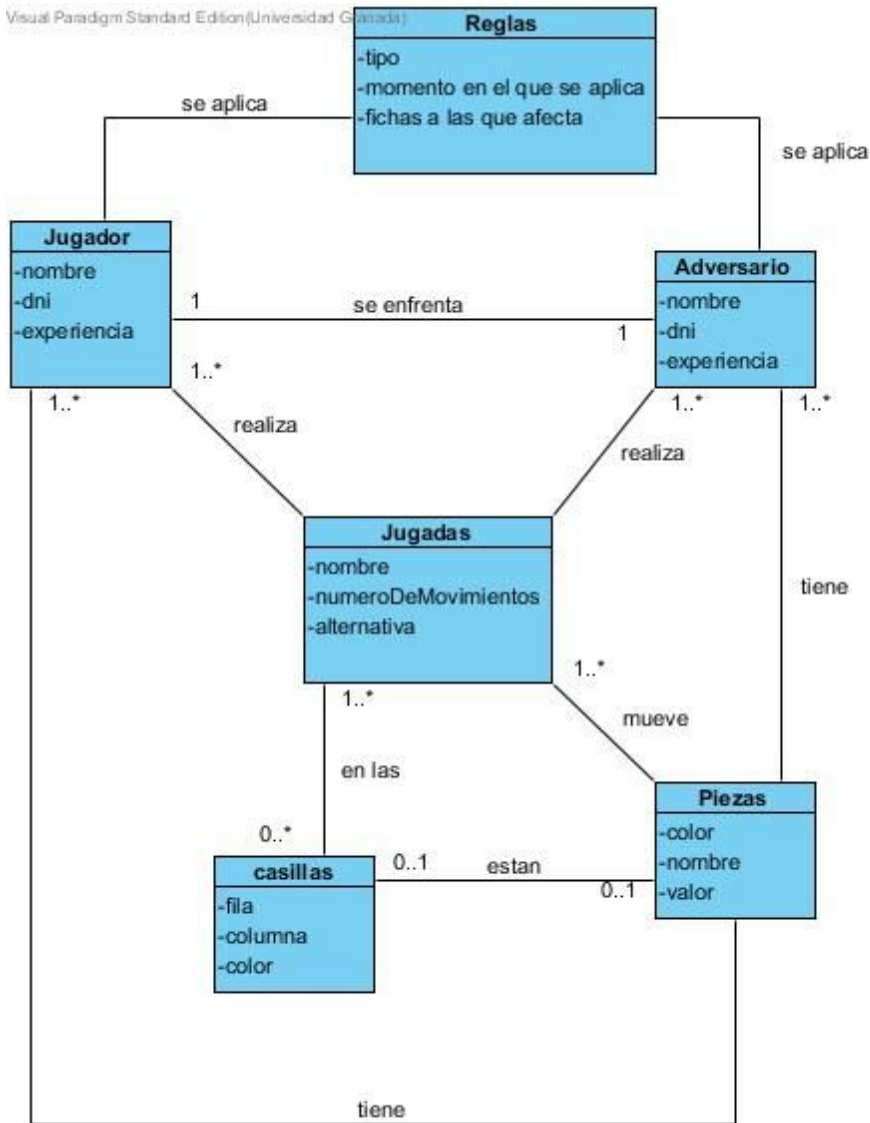 Visual Paradigm Standard Edition(Universidad Granada)
Reglas
-tipo
-momento en el que se aplica
-fichas a las que afecta
se aplica
se aplica
Jugador
-nombre
-dni
-experiencia
Adversario
-nombre
-dni
-experiencia
1
se enfrenta
1
1..*
1..*
1..*
1..*
realiza
realiza
Jugadas
-nombre
-numeroDeMovimientos
-alternativa
tiene
1..*
1..*
mueve
en las
Piezas
-color
-nombre
-valor
0..*
0..1
estan
0..1
casillas
-fila
-columna
-color
tiene